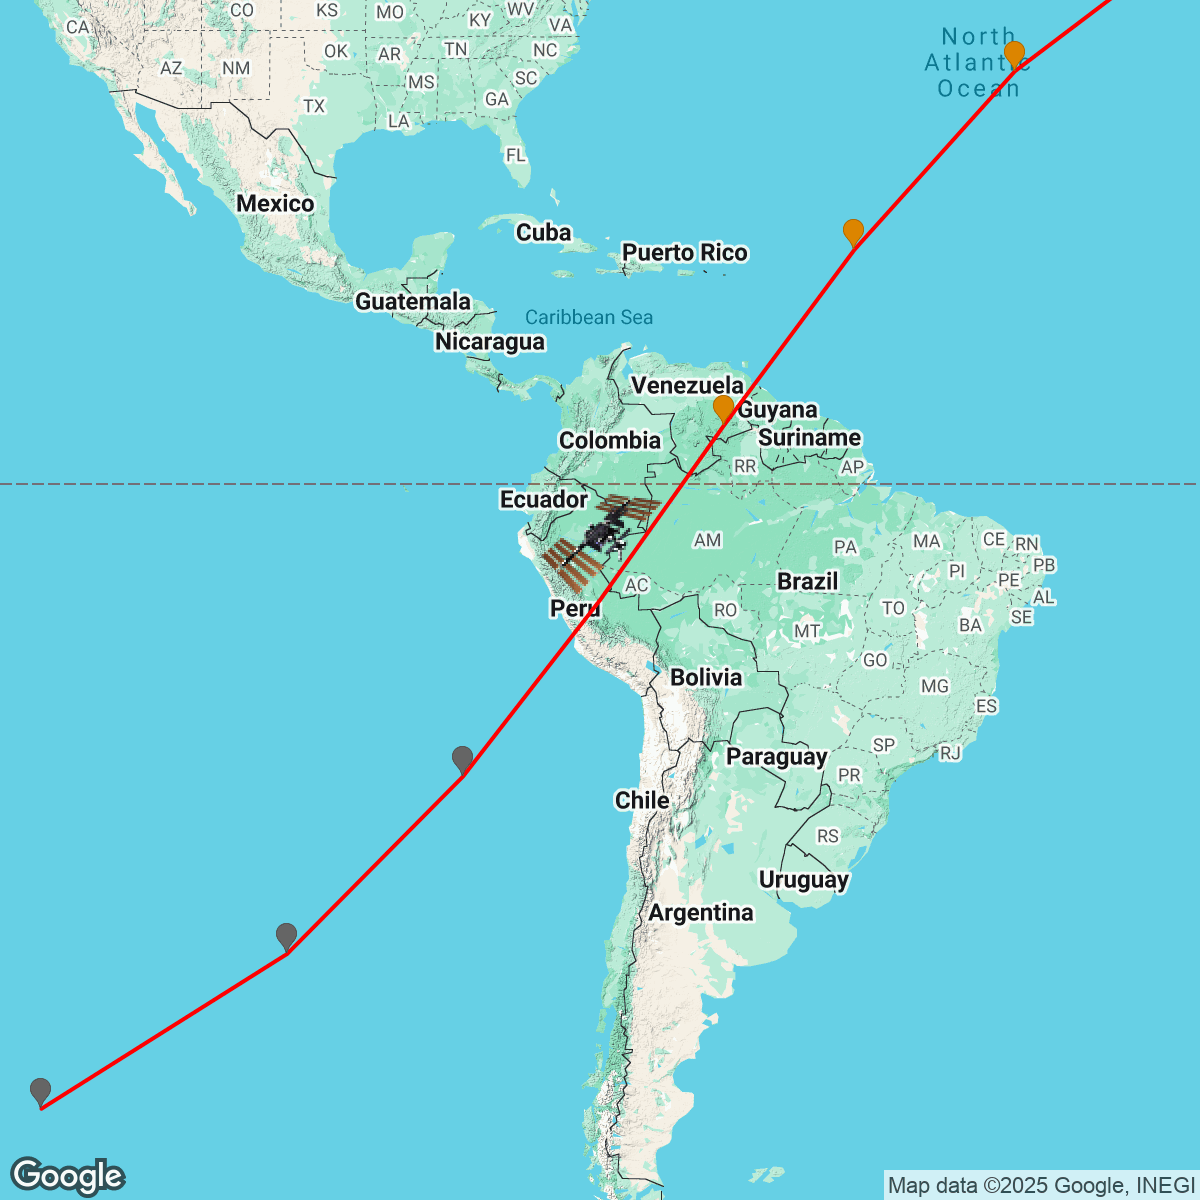 CO
KS
MO
KY
WV
VA
CA
OK
AR
TN
NC
AZ
NM
MS
SC
TX
GA
LA
FL
North
Atlantic
Ocean
Mexico
Cuba
Puerto Rico
Guatemala
Caribbean Sea
Nicaragua
Venezuela
Guyana
Colombia
Suriname
RR
AP
Ecuador
AM
PA
MA
CE
RN
PI
PB
PE
AL
Brazil
AC
Peru
RO
TO
SE
MT
BA
GO
Bolivia
MG
ES
SP
RJ
Paraguay
PR
Chile
RS
Uruguay
Argentina
Google
Map data ©2025 Google, INEGI